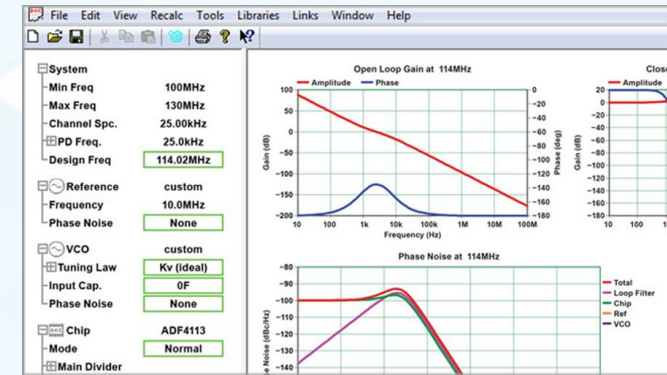 File Edit View Recalc Tools Libraries Links Window Help
System
Min Freq 100MHz
Max Freq 130MHz
Channel Spc. 25.00kHz
PD Freq. 25.0kHz
Design Freq 114.02MHz
Reference custom
Frequency 10.0MHz
Phase Noise None
VCO custom
Tuning Law Kv (ideal)
Input Cap. 0F
Phase Noise None
Chip ADF4113
Mode Normal
Main Divider
Open Loop Gain at 114MHz
Amplitude Phase
Gain (dB)
100
50
0
-50
-100
-150
-200
0
-20
-40
-60
-80
-100
-120
-140
-160
-180
Phase (deg)
10 100 1k 10k 100k 1M 10M 100M
Frequency (Hz)
Clos
Amplitude
Gain (dB)
20
0
-20
-40
-60
-80
-100
-120
-140
-160
-180
10 100
Phase Noise at 114MHz
Noise (dBc/Hz)
-80
-90
-100
-110
-120
-130
-140
Total
Loop Filter
Chip
Ref
VCO